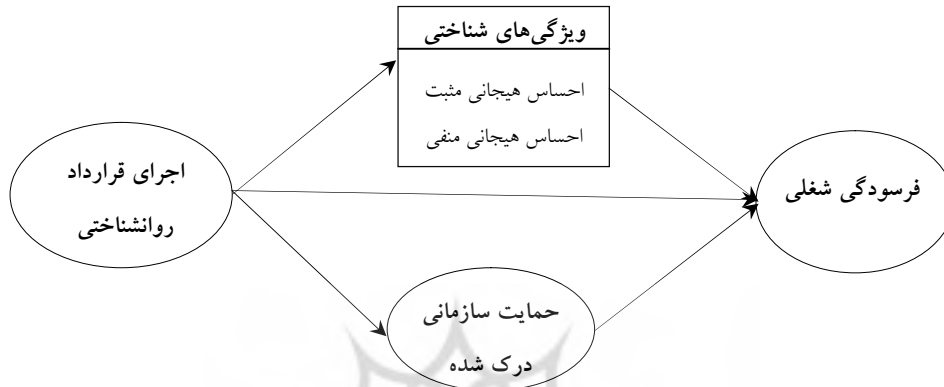 ویژگی‌های شناختی
احساس هیجانی مثبت
احساس هیجانی منفی
اجرای قرارداد
روانشناختی
فرسودگی شغلی
حمایت سازمانی
درک شده